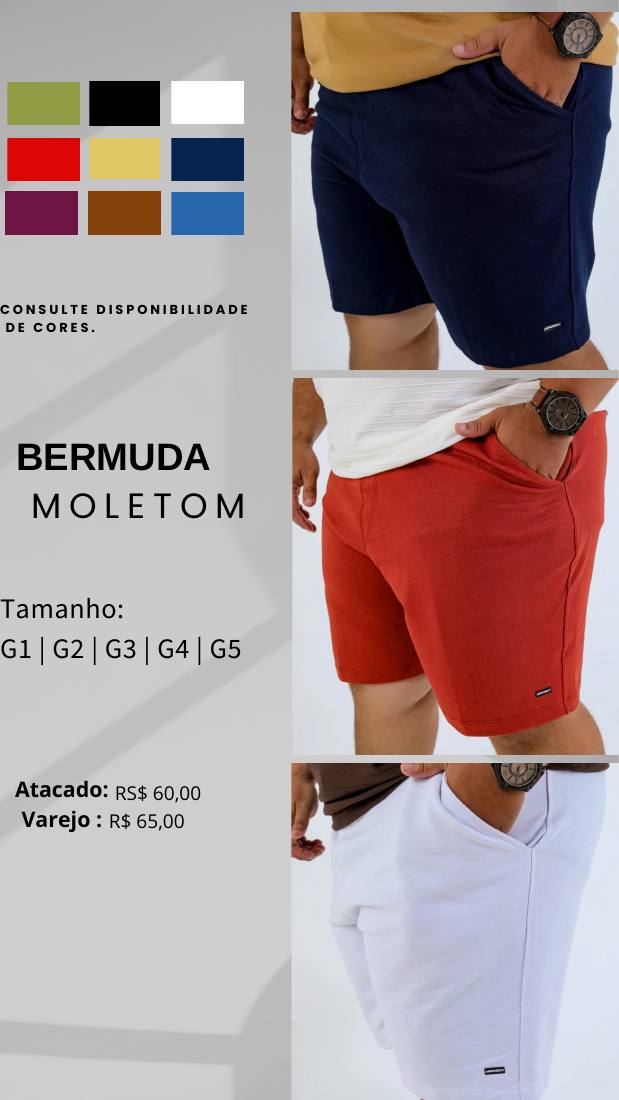 CONSULTE DISPONIBILIDADE
DE CORES.
BERMUDA
MOLETOM
Tamanho:
G1 | G2 | G3 | G4 | G5
Atacado: RS$ 60,00
Varejo : R$ 65,00